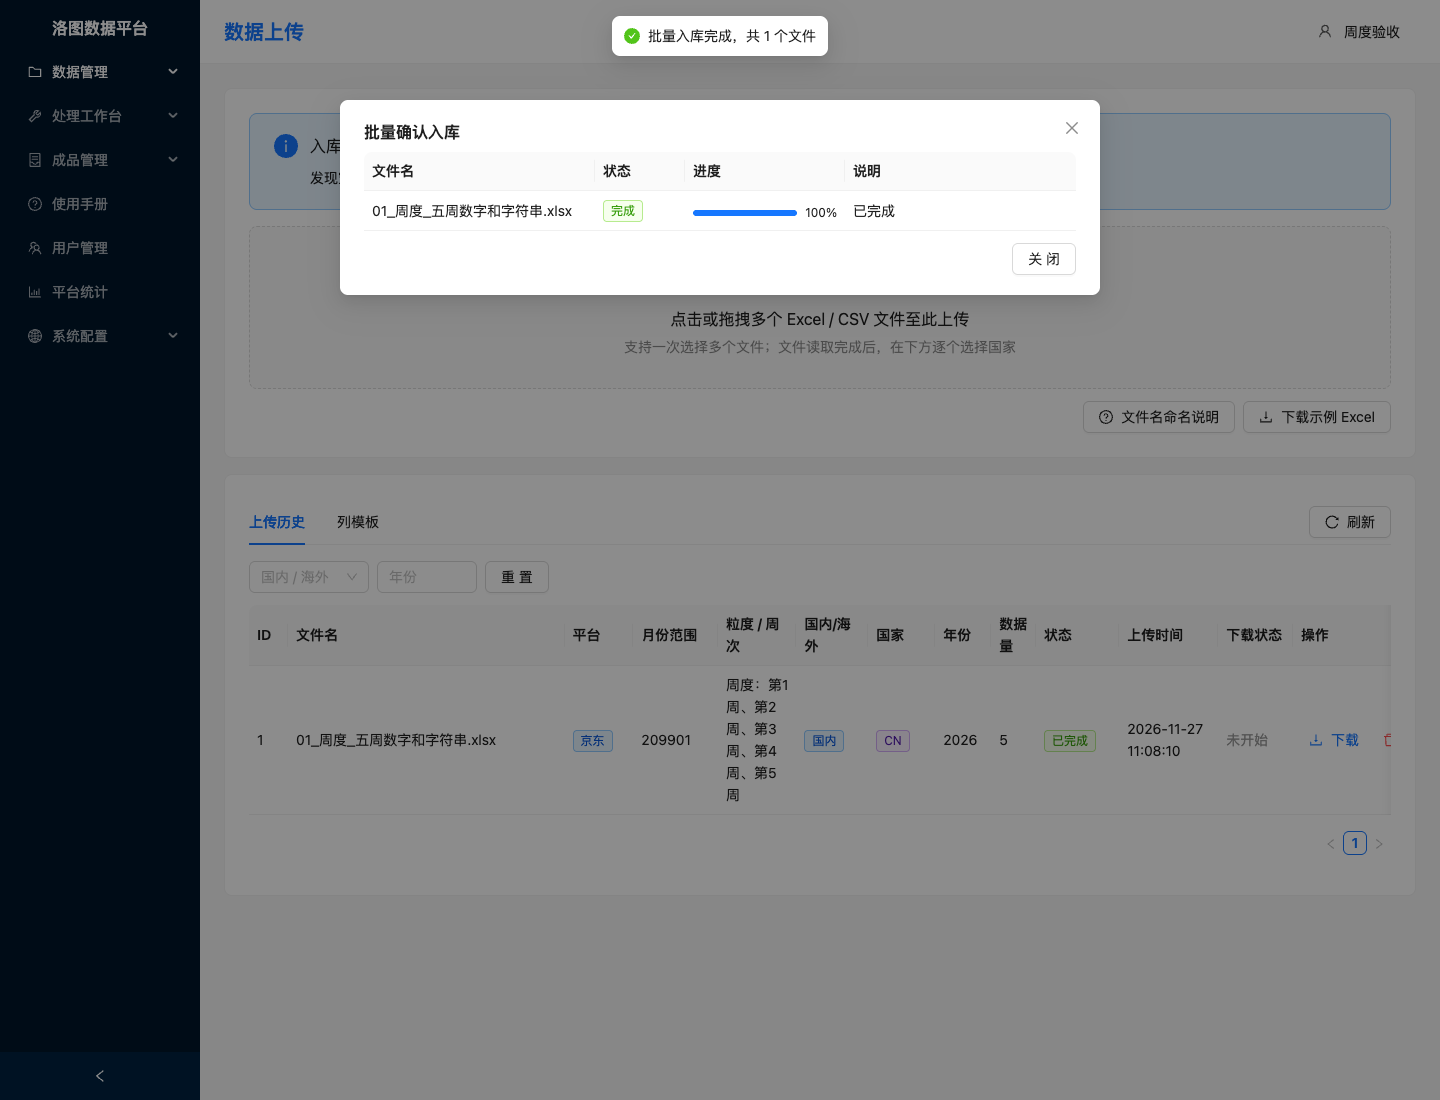 洛图数据平台
数据管理
处理工作台
成品管理
使用手册
用户管理
平台统计
系统配置
数据上传
批量入库完成，共 1 个文件
周度验收
入库
批量确认入库
文件名 状态 进度 说明
01_周度_五周数字和字符串.xlsx 完成 100% 已完成
关 闭
点击或拖拽多个 Excel / CSV 文件至此上传
支持一次选择多个文件；文件读取完成后，在下方逐个选择国家
文件名命名说明 下载示例 Excel
上传历史 列模板 刷新
国内 / 海外 年份 重 置
ID 文件名 平台 月份范围 粒度 / 周次 国内/海外 国家 年份 数据量 状态 上传时间 下载状态 操作
1 01_周度_五周数字和字符串.xlsx 京东 209901 周度：第1周、第2周、第3周、第4周、第5周 国内 CN 2026 5 已完成 2026-11-27 11:08:10 未开始 下载
1